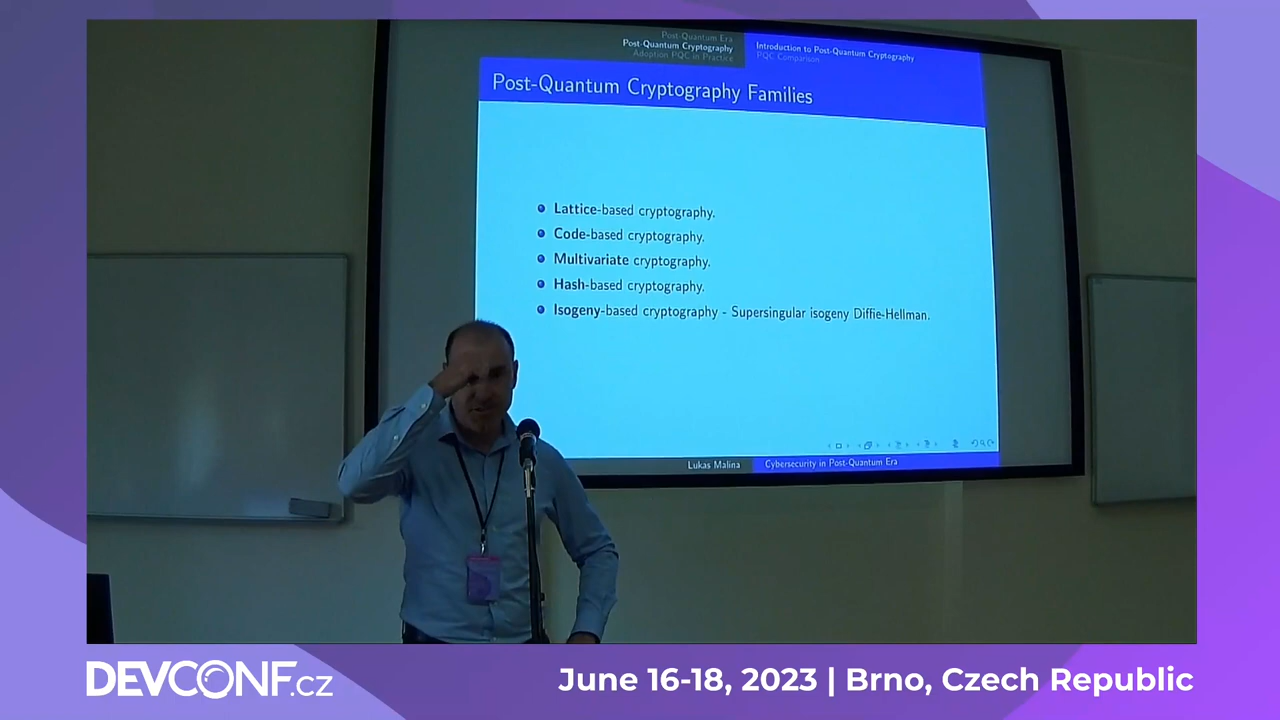 Post-Quantum Era
Post-Quantum Cryptography
Adoption PQC in Practice
Introduction to Post-Quantum Cryptography
PQC Comparison
Post-Quantum Cryptography Families
Lattice-based cryptography.
Code-based cryptography.
Multivariate cryptography.
Hash-based cryptography.
Isogeny-based cryptography - Supersingular isogeny Diffie-Hellman.
Lukas Malina
Cybersecurity in Post-Quantum Era
DEVCONF.CZ
June 16-18, 2023 | Brno, Czech Republic